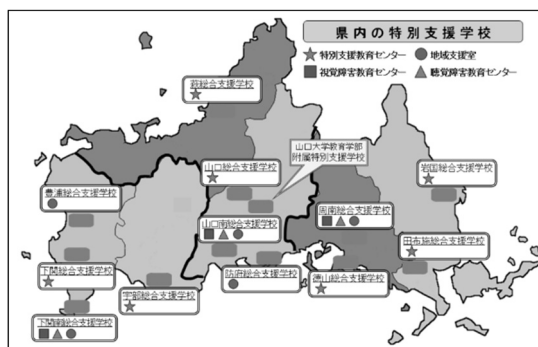 県内の特別支援学校
★特別支援教育センター ●地域支援室
■視覚障害教育センター ▲聴覚障害教育センター
萩総合支援学校
★
山口大学教育学部
附属特別支援学校
山口総合支援学校
★
岩国総合支援学校
★
豊浦総合支援学校
●
山口南総合支援学校
■▲●
周南総合支援学校
■▲●
田布施総合支援学校
★
下関総合支援学校
★
宇部総合支援学校
★
防府総合支援学校
●
徳山総合支援学校
★
下関南総合支援学校
■▲●